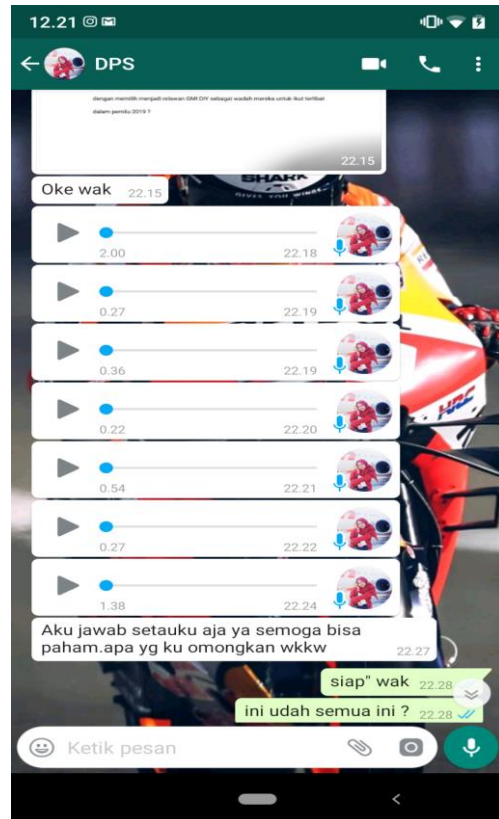 12.21
DPS
dengan memilih menjadi relawan GMI DIY sebagai wadah mereka untuk ikut terlibat
dalam pemilu 2019 ?
22.15
SHARK
Oke wak 22.15
2.00 22.18
0.27 22.19
0.36 22.19
0.22 22.20
0.54 22.21
0.27 22.22
1.38 22.24
HRC
Aku jawab setauku aja ya semoga bisa
paham.apa yg ku omongkan wkkw 22.27
siap" wak 22.28
ini udah semua ini ? 22.28
Ketik pesan